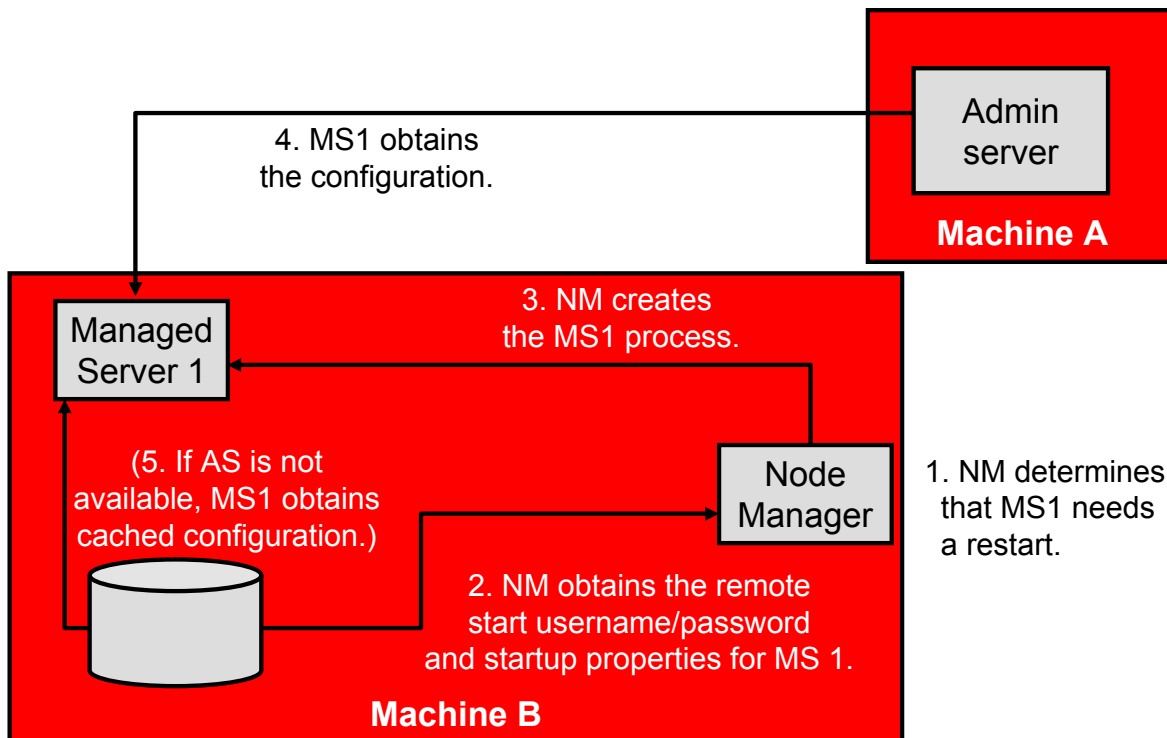 Admin
server
Machine A
4. MS1 obtains
the configuration.
3. NM creates
the MS1 process.
Managed
Server 1
(5. If AS is not
available, MS1 obtains
cached configuration.)
Node
Manager
1. NM determines
that MS1 needs
a restart.
2. NM obtains the remote
start username/password
and startup properties for MS 1.
Machine B